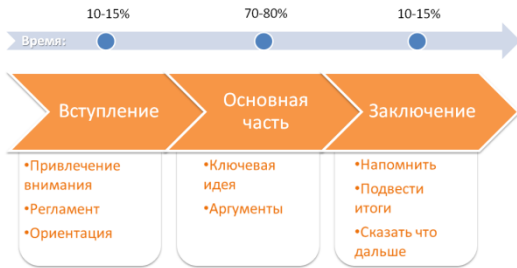 10-15% 70-80% 10-15%
Время:
Вступление
Основная
часть
Заключение
•Привлечение
внимания
•Регламент
•Ориентация
•Ключевая
идея
•Аргументы
•Напомнить
•Подвести
итоги
•Сказать что
дальше